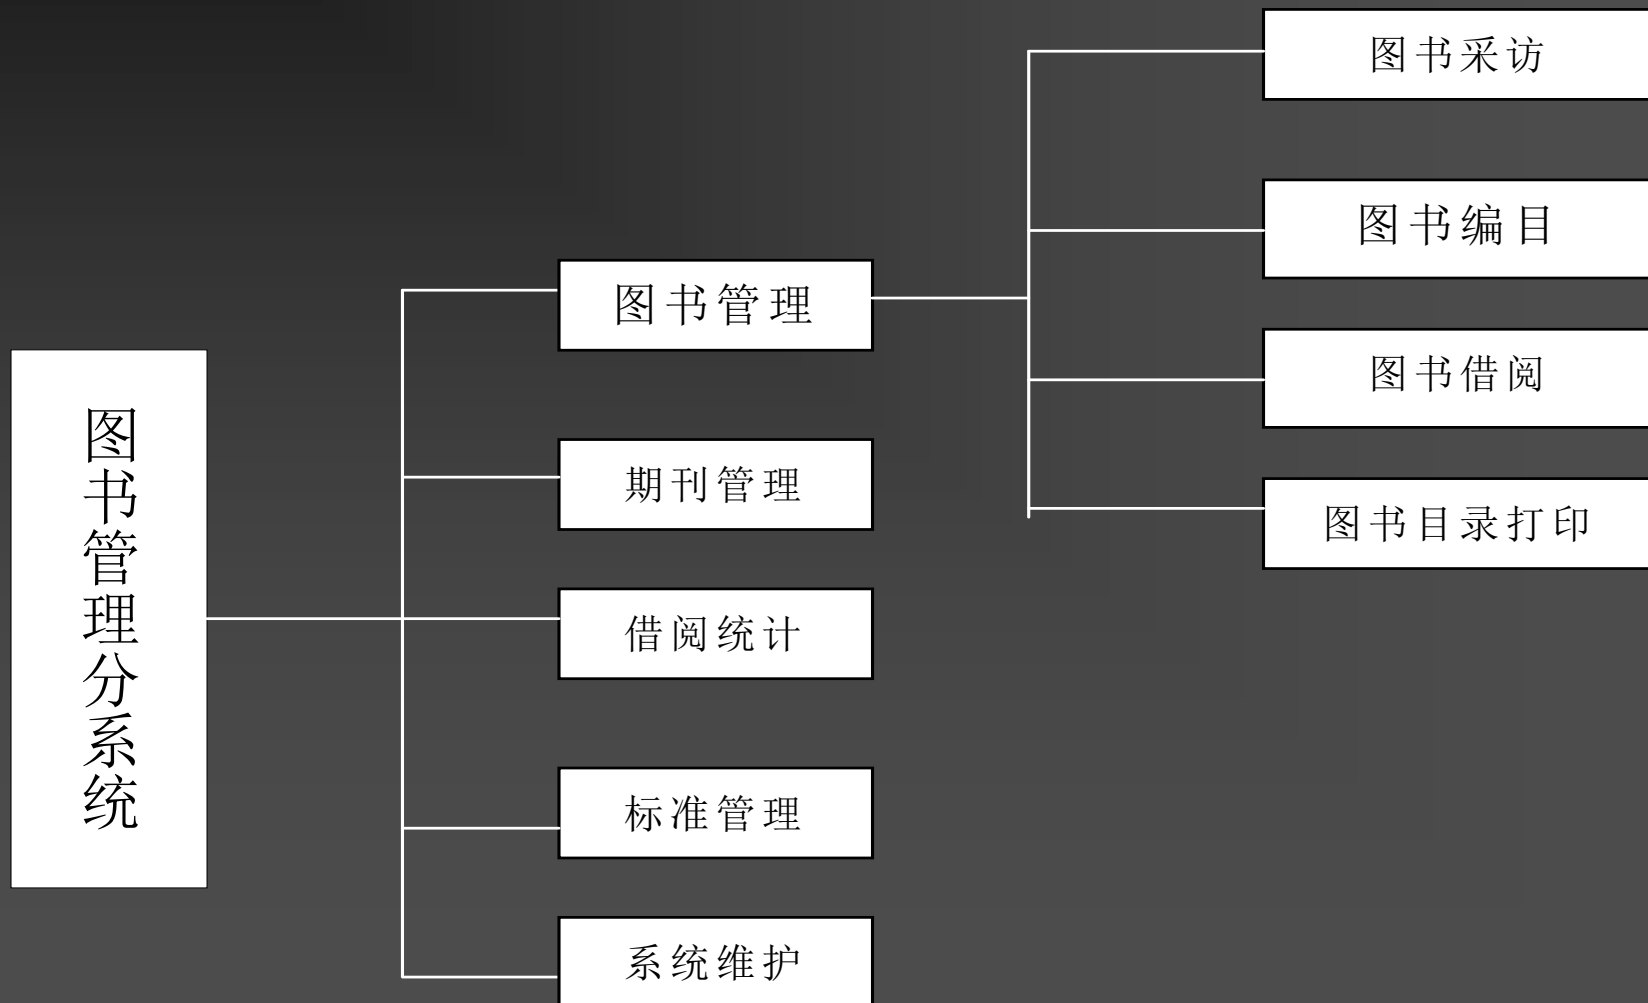 图书管理分系统
图书管理
期刊管理
借阅统计
标准管理
系统维护
图书采访
图书编目
图书借阅
图书目录打印